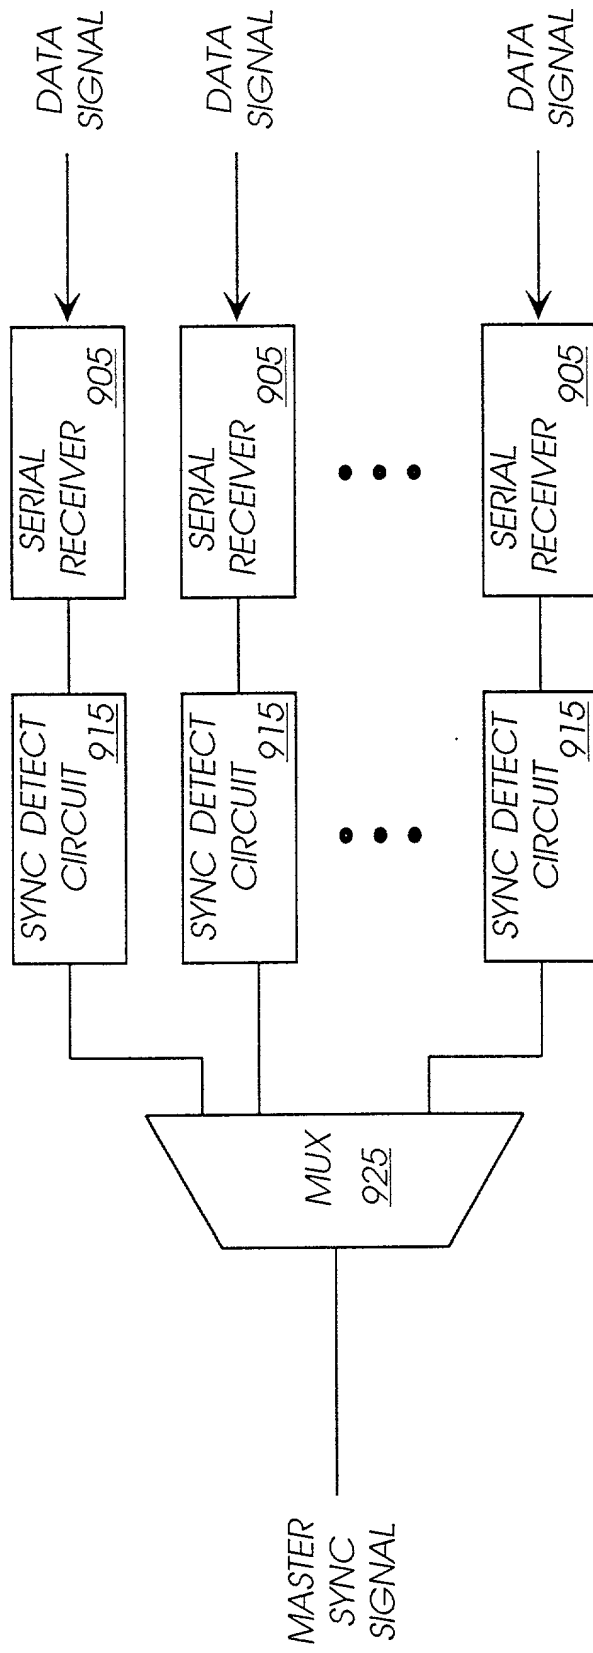 DATA
SIGNAL
SERIAL
RECEIVER
905
SYNC DETECT
CIRCUIT
915
DATA
SIGNAL
SERIAL
RECEIVER
905
SYNC DETECT
CIRCUIT
915
DATA
SIGNAL
SERIAL
RECEIVER
905
SYNC DETECT
CIRCUIT
915
MUX
925
MASTER
SYNC
SIGNAL